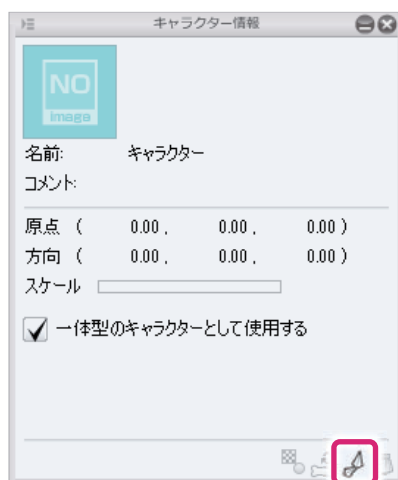 キャラクター情報
NO
image
名前: キャラクター
コメント:
原点 ( 0.00 , 0.00 , 0.00 )
方向 ( 0.00 , 0.00 , 0.00 )
スケール
一体型のキャラクターとして使用する